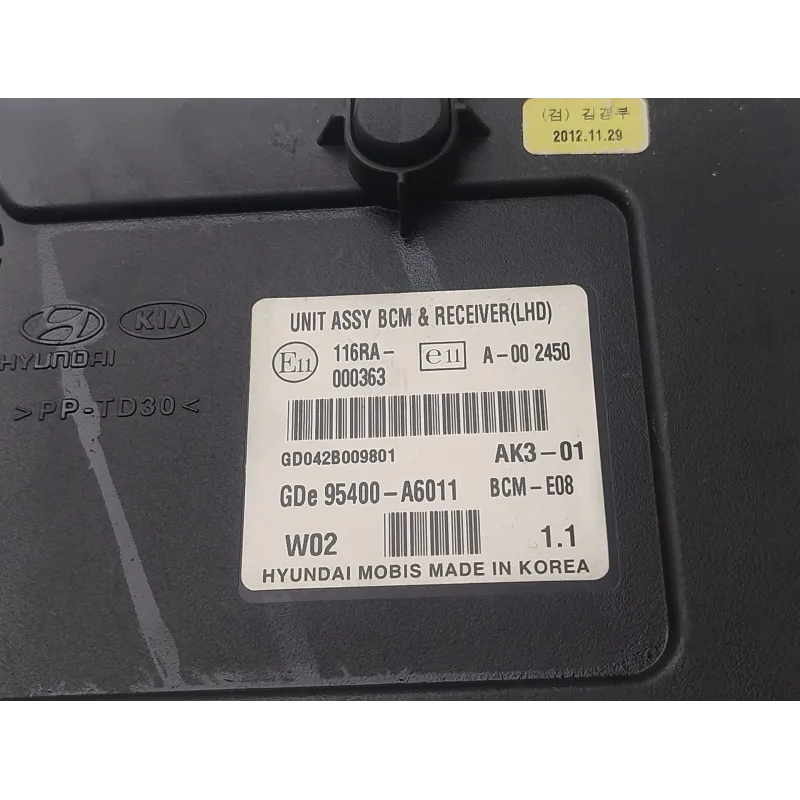 (검) 김경부
2012.11.29
HYUNDAI
KIA
>PP-TD30<
UNIT ASSY BCM & RECEIVER(LHD)
E11 116RA- e11 A-00 2450
000363
GD042B009801 AK3-01
GDe 95400-A6011 BCM-E08
W02 1.1
HYUNDAI MOBIS MADE IN KOREA